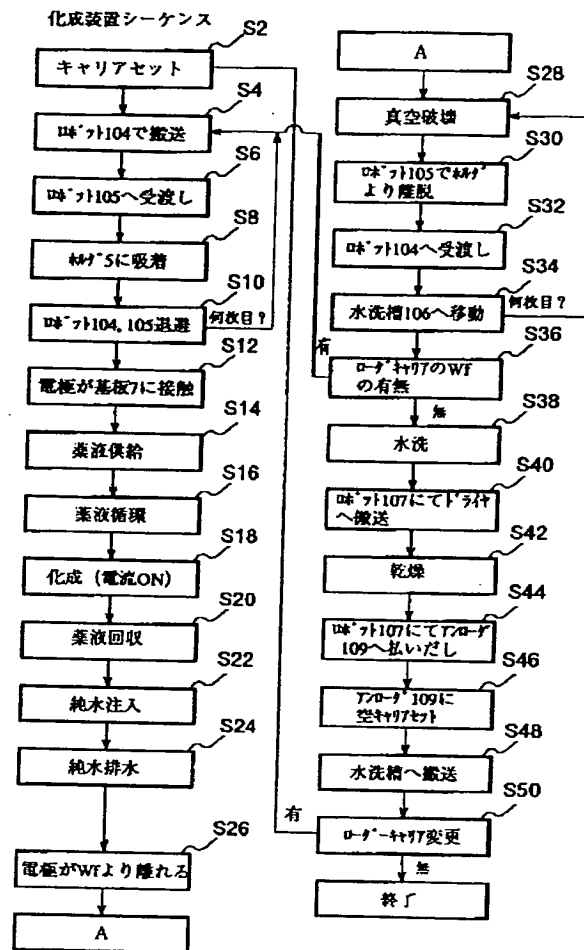 化成装置シーケンス
S2
キャリアセット
S4
ロボット104で搬送
S6
ロボット105へ受渡し
S8
ホルダ5に吸着
S10
ロボット104,105退避
何枚目?
S12
電極が基板7に接触
S14
薬液供給
S16
薬液循環
S18
化成(電流ON)
S20
薬液回収
S22
純水注入
S24
純水排水
S26
電極がWfより離れる
A
A
S28
真空破壊
S30
ロボット105でホルダ
より離脱
S32
ロボット104へ受渡し
S34
水洗槽106へ移動
何枚目?
S36
有
ローダキャリアのWf
の有無
無
S38
水洗
S40
ロボット107にてドライヤ
へ搬送
S42
乾燥
S44
ロボット107にてアンローダ
109へ払いだし
S46
アンローダ109に
空キャリアセット
S48
水洗槽へ搬送
S50
有
ローダーキャリア変更
無
終了